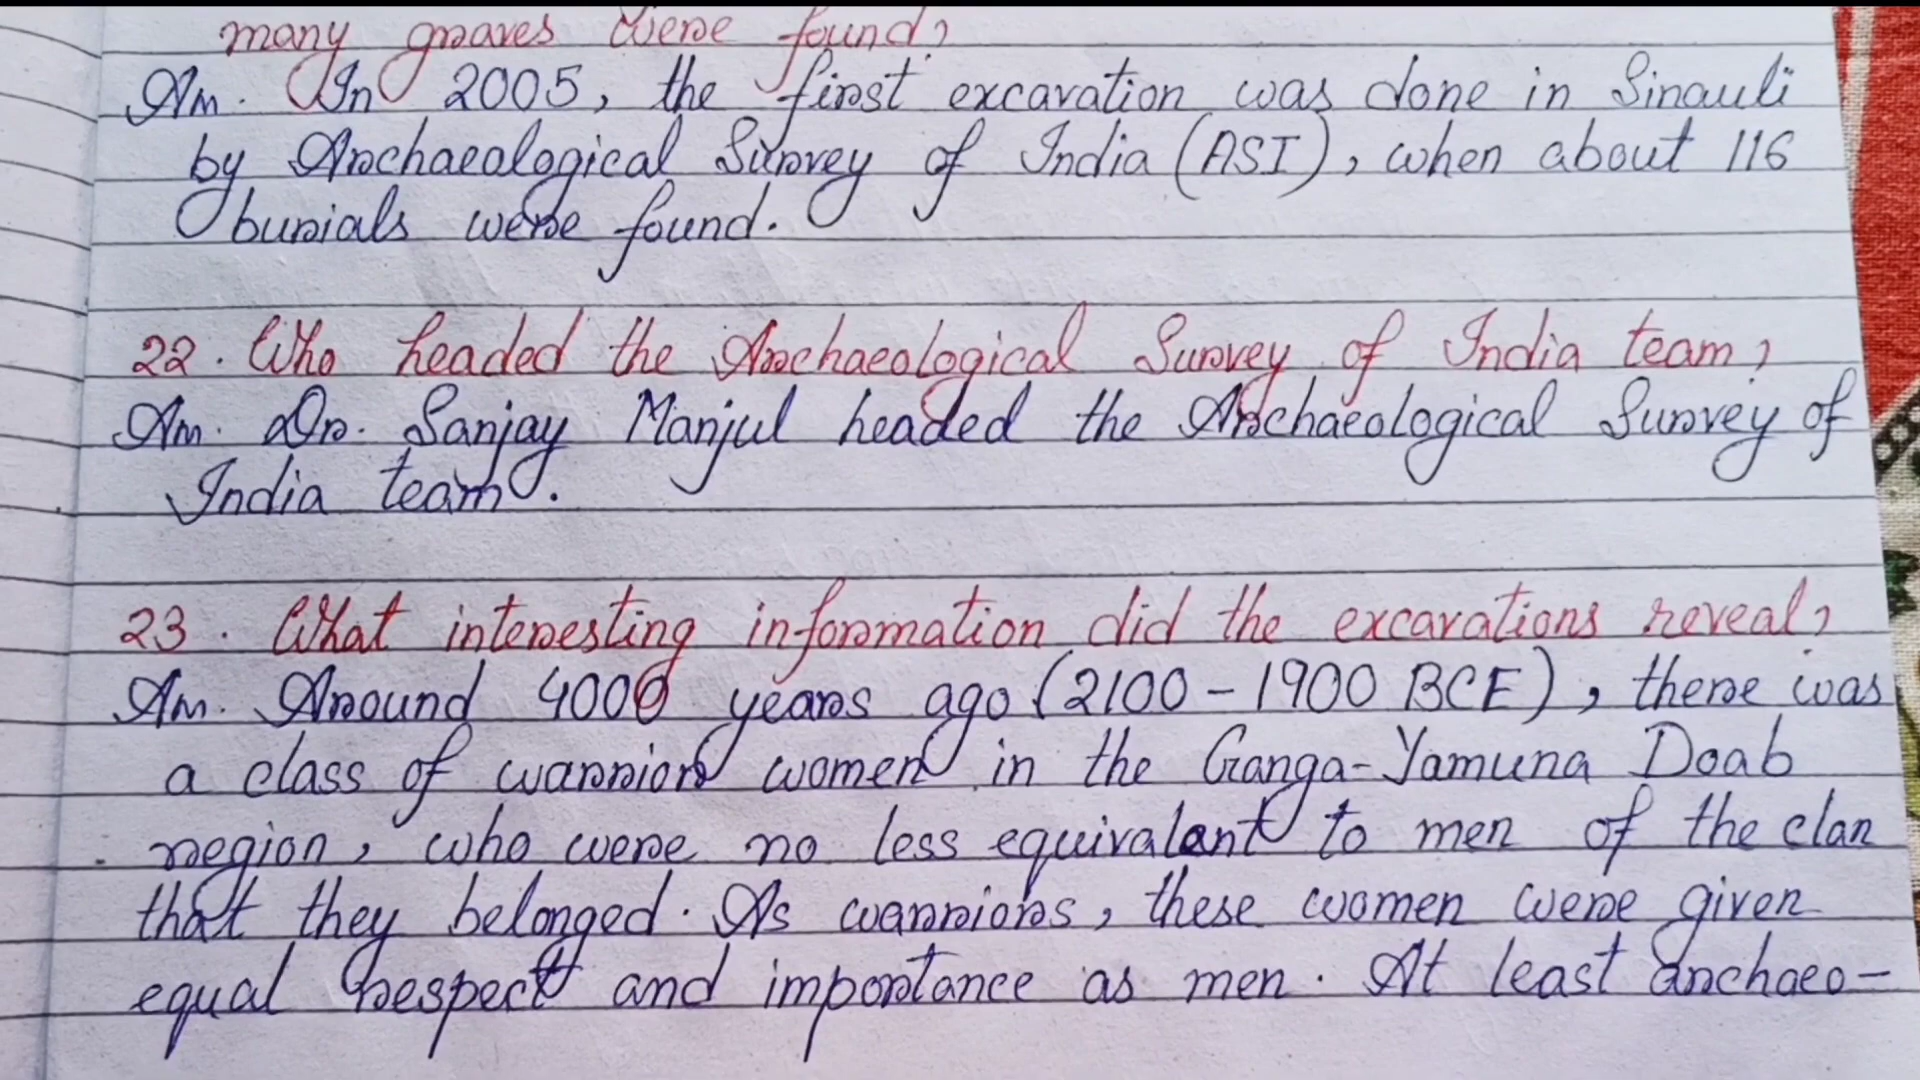 many graves were found?
Ans. In 2005, the first excavation was done in Sinauli
by Archaeological Survey of India (ASI), when about 116
burials were found.
22. Who headed the Archaeological Survey of India team?
Ans. Dr. Sanjay Manjul headed the Archaeological Survey of
India team.
23. What interesting information did the excavations reveal?
Ans. Around 4000 years ago (2100 - 1900 BCE), there was
a class of warrior women in the Ganga-Yamuna Doab
region, who were no less equivalent to men of the clan
that they belonged. As warriors, these women were given
equal respect and importance as men. At least archaeo-